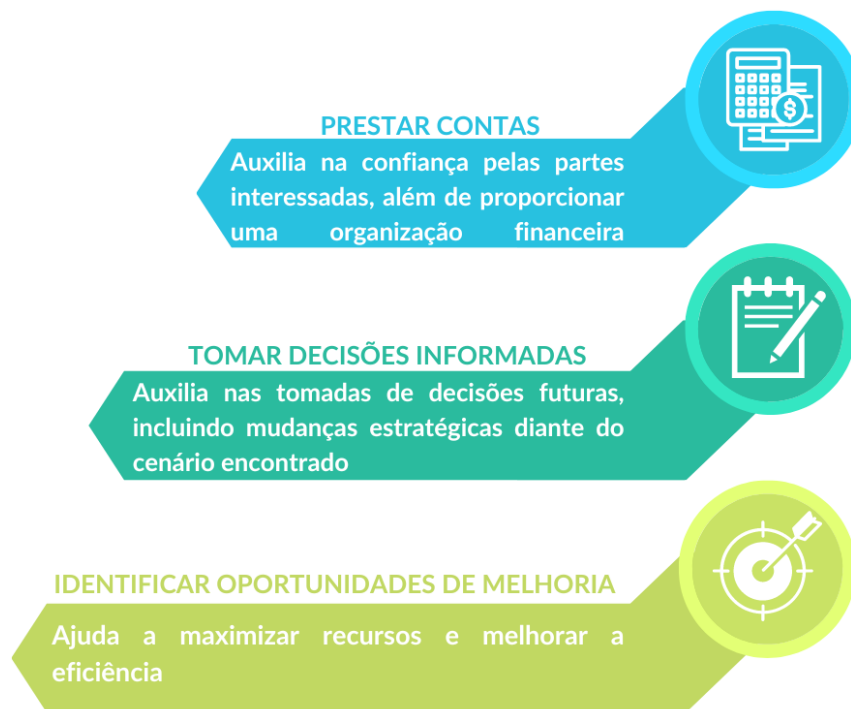 PRESTAR CONTAS
Auxilia na confiança pelas partes
interessadas, além de proporcionar
uma organização financeira
$
TOMAR DECISÕES INFORMADAS
Auxilia nas tomadas de decisões futuras,
incluindo mudanças estratégicas diante do
cenário encontrado
IDENTIFICAR OPORTUNIDADES DE MELHORIA
Ajuda a maximizar recursos e melhorar a
eficiência